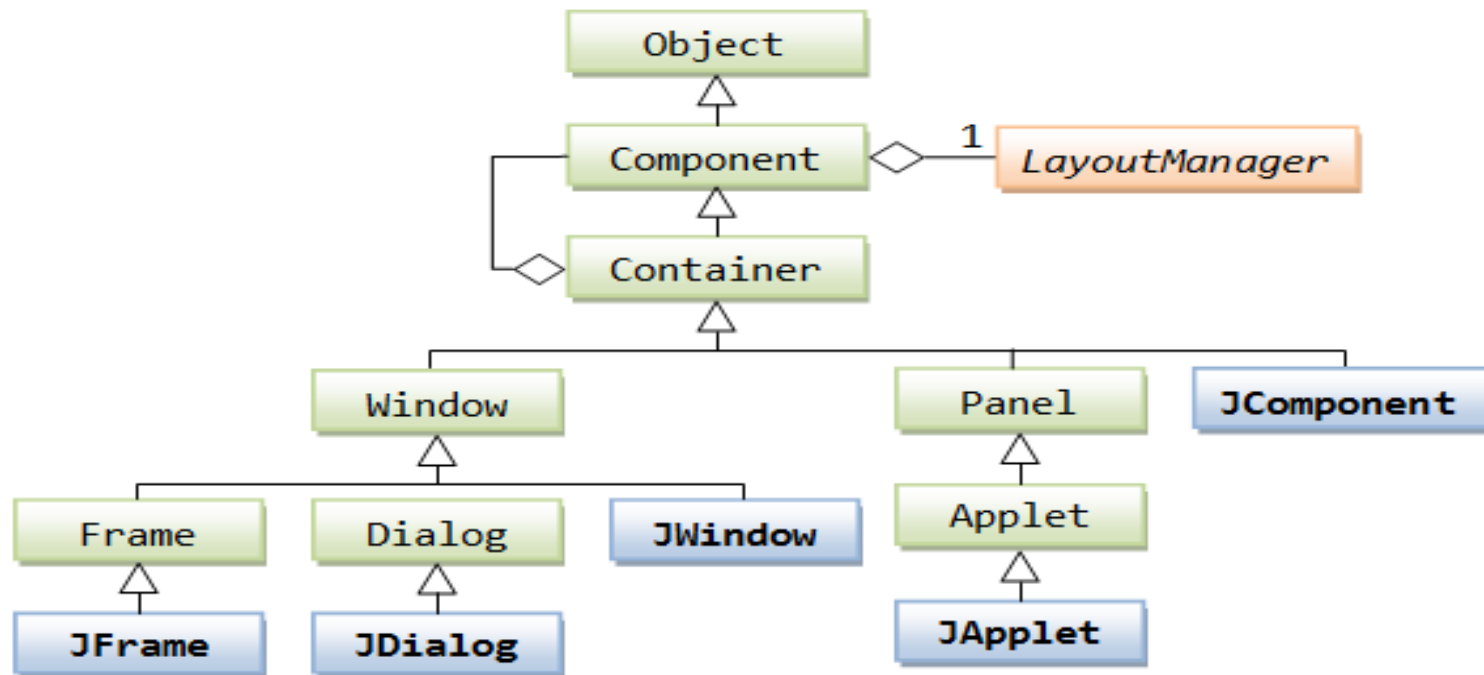 Object
Component
1
LayoutManager
Container
Window
Panel
JComponent
Frame
Dialog
JWindow
Applet
JFrame
JDialog
JApplet